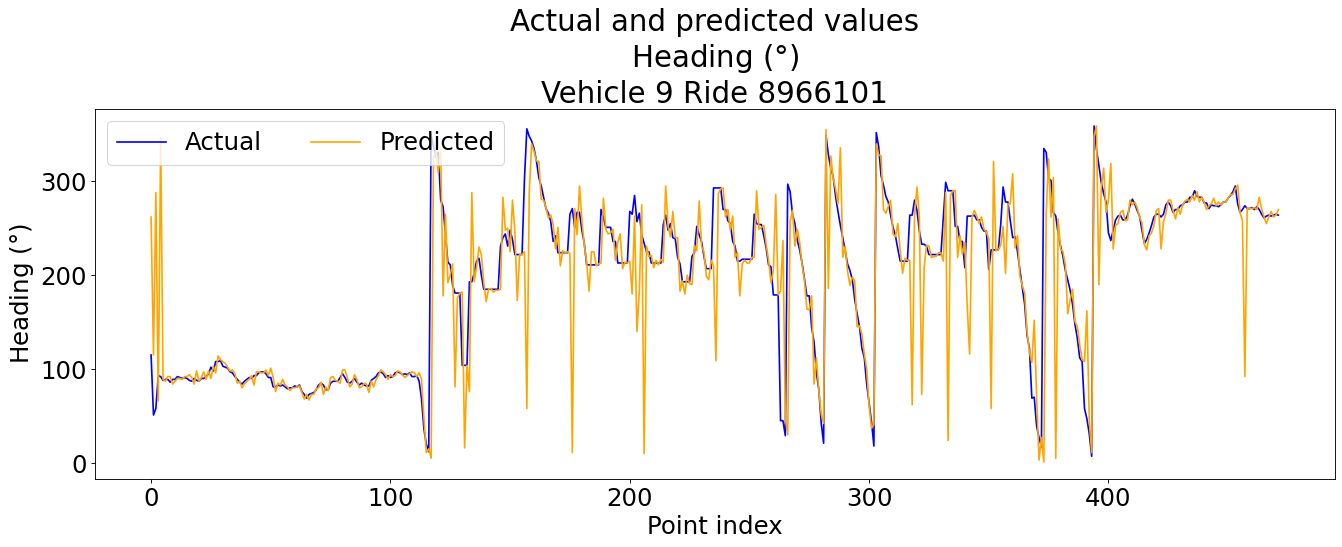 Actual and predicted values
Heading (°)
Vehicle 9 Ride 8966101
Actual
Predicted
Heading (°)
300
200
100
0
0
100
200
300
400
Point index